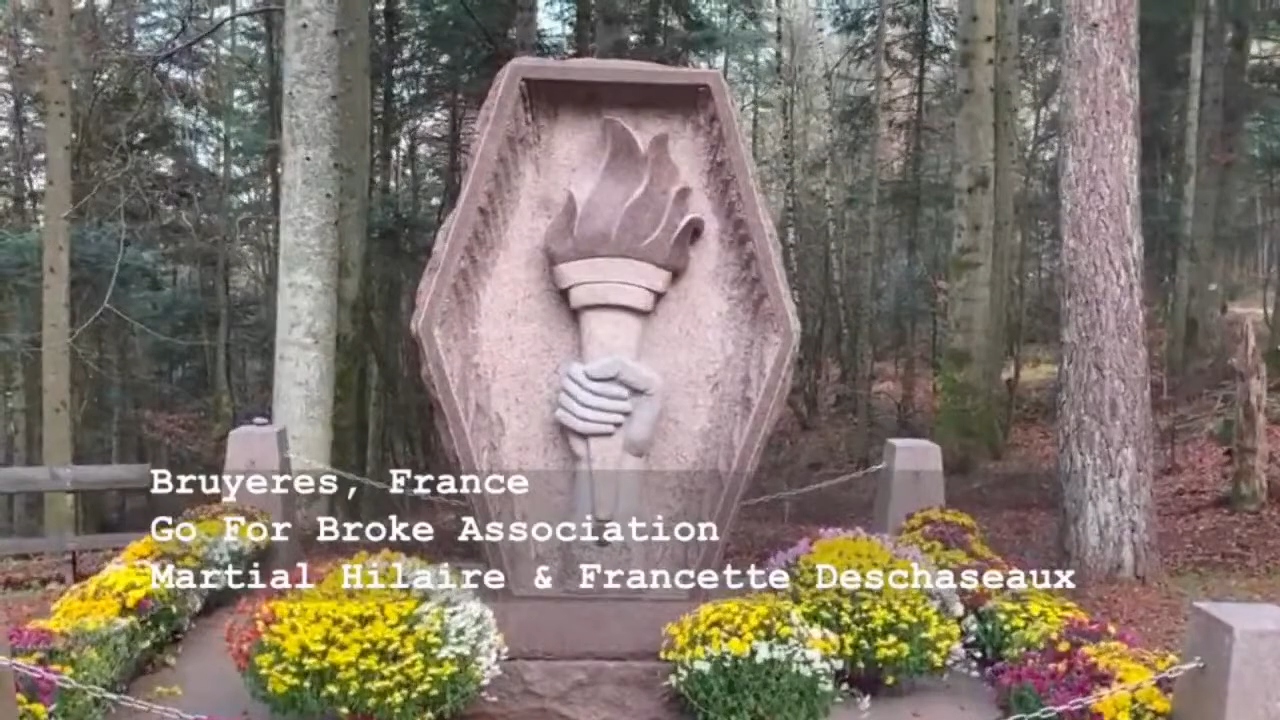 Bruyeres, France
Go For Broke Association
Martial Hilaire & Francette Deschaseaux